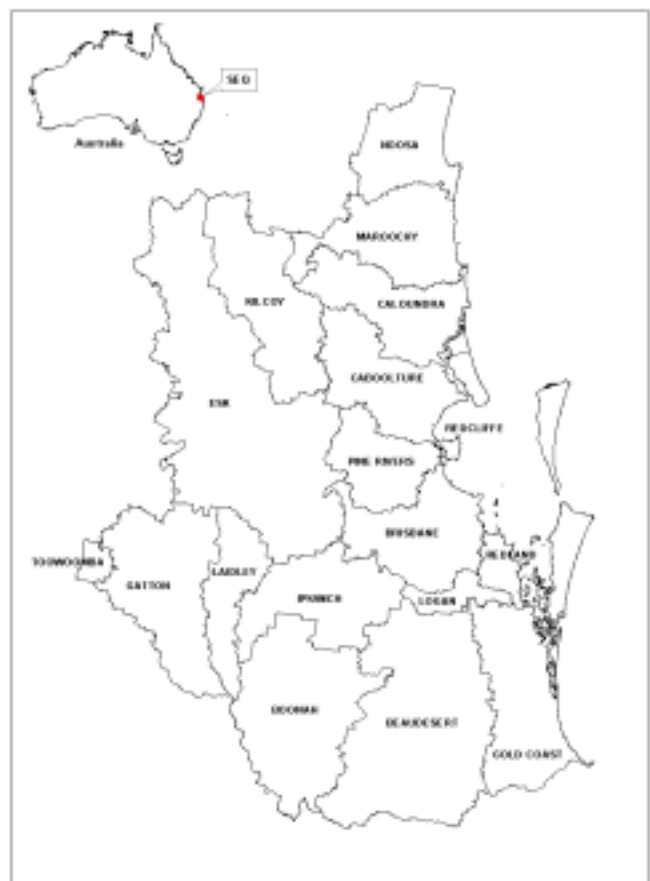 SEQ
Australia
NOOSA
MAROOCHY
KILCOY
CALOUNDRA
CABOOLTURE
ESK
REDCLIFFE
PINE RIVERS
BRISBANE
REDLAND
TOOWOOMBA
GATTON
LAIDLEY
IPSWICH
LOGAN
BOONAH
BEAUDESERT
GOLD COAST